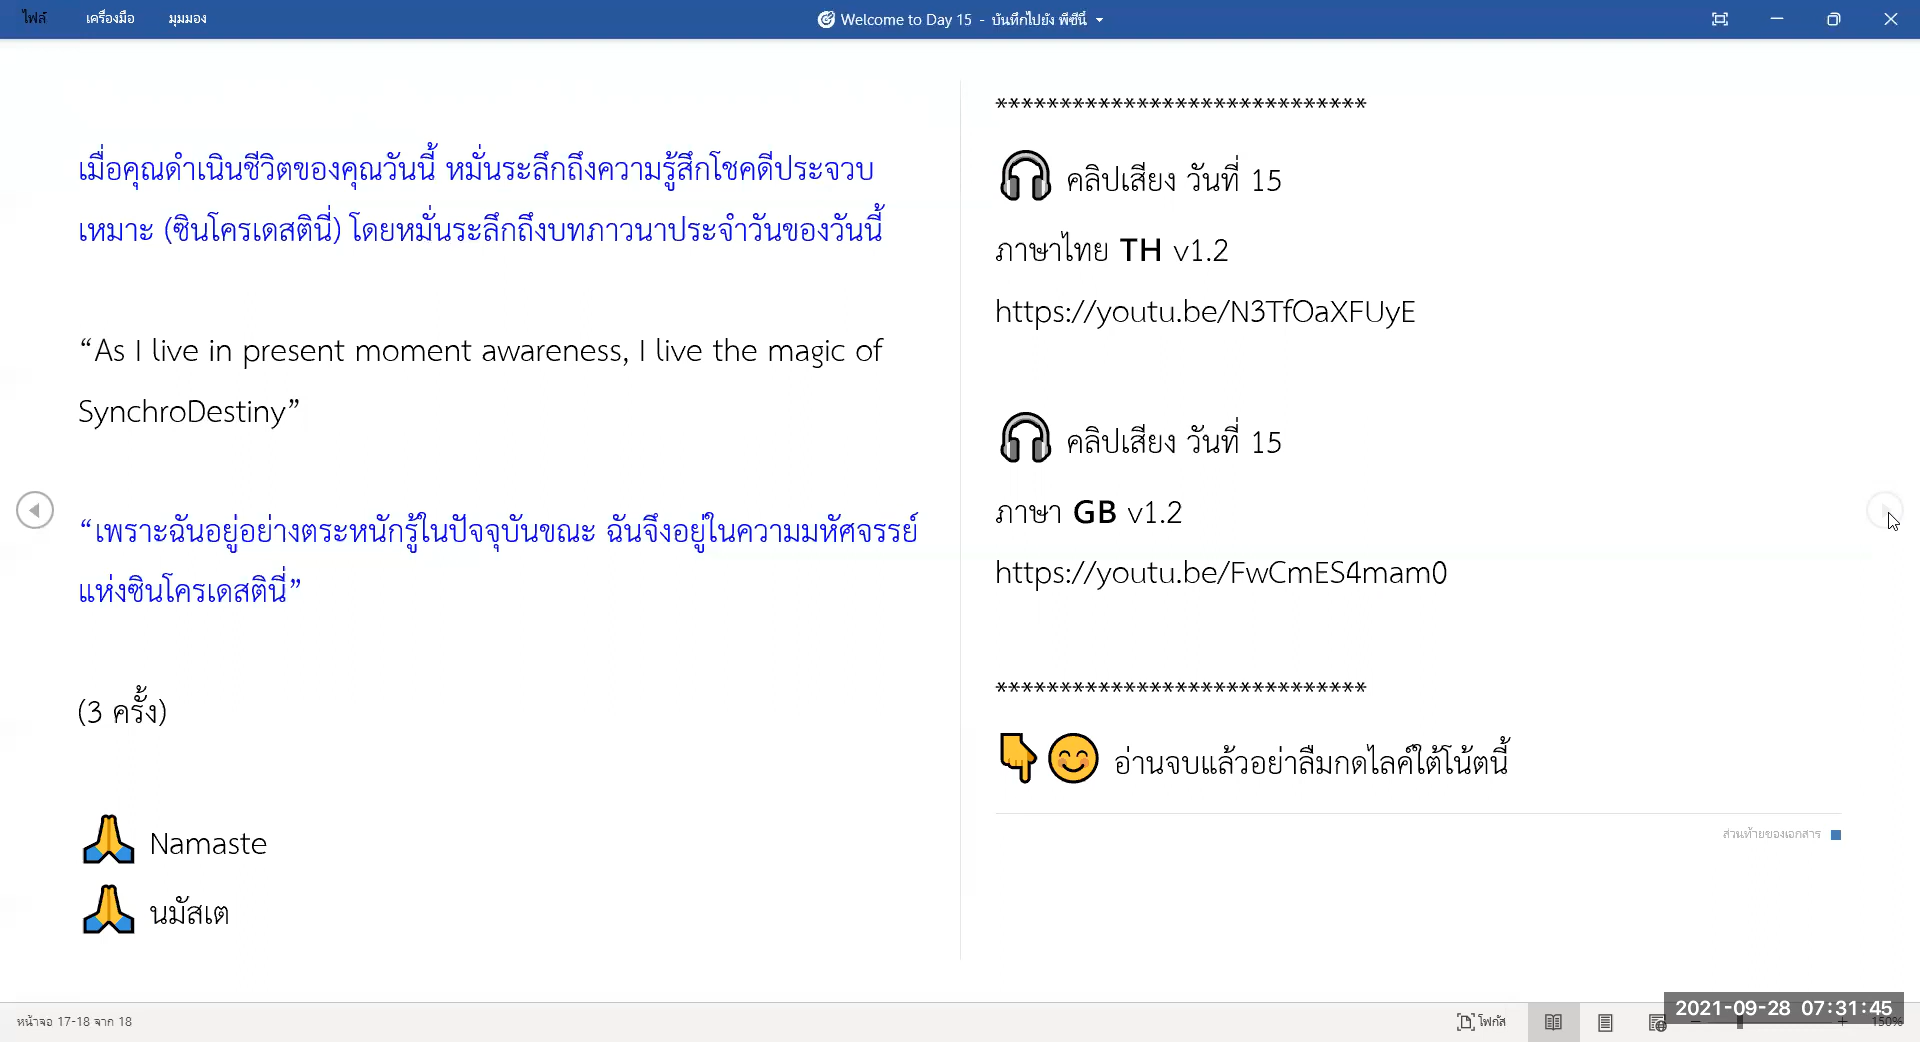 ไฟล์ เครื่องมือ มุมมอง
Welcome to Day 15 - บันทึกไปยัง พีซีนี้
เมื่อคุณดำเนินชีวิตของคุณวันนี้ หมั่นระลึกถึงความรู้สึกโชคดีประจวบ
เหมาะ (ซินโครเดสตินี่) โดยหมั่นระลึกถึงบทภาวนาประจำวันของวันนี้
“As I live in present moment awareness, I live the magic of
SynchroDestiny”
“เพราะฉันอยู่อย่างตระหนักรู้ในปัจจุบันขณะ ฉันจึงอยู่ในความมหัศจรรย์
แห่งซินโครเดสตินี่”
(3 ครั้ง)
🙏 Namaste
🙏 นมัสเต
*****************************
🎧 คลิปเสียง วันที่ 15
ภาษาไทย TH v1.2
https://youtu.be/N3TfOaXFUyE
🎧 คลิปเสียง วันที่ 15
ภาษา GB v1.2
https://youtu.be/FwCmES4mam0
*****************************
👇😊 อ่านจบแล้วอย่าลืมกดไลค์ใต้โน้ตนี้
ส่วนท้ายของเอกสาร
หน้าจอ 17-18 จาก 18
โฟกัส
2021-09-28 07:31:45
150%